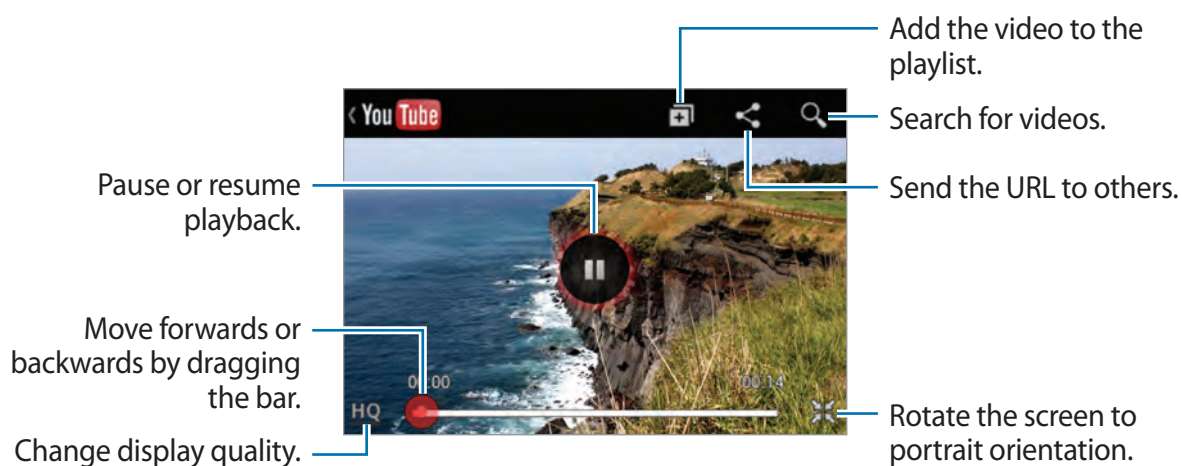 Add the video to the
playlist.
You Tube
Search for videos.
Send the URL to others.
Pause or resume
playback.
Move forwards or
backwards by dragging
the bar.
00:00
00:14
HQ
Rotate the screen to
portrait orientation.
Change display quality.